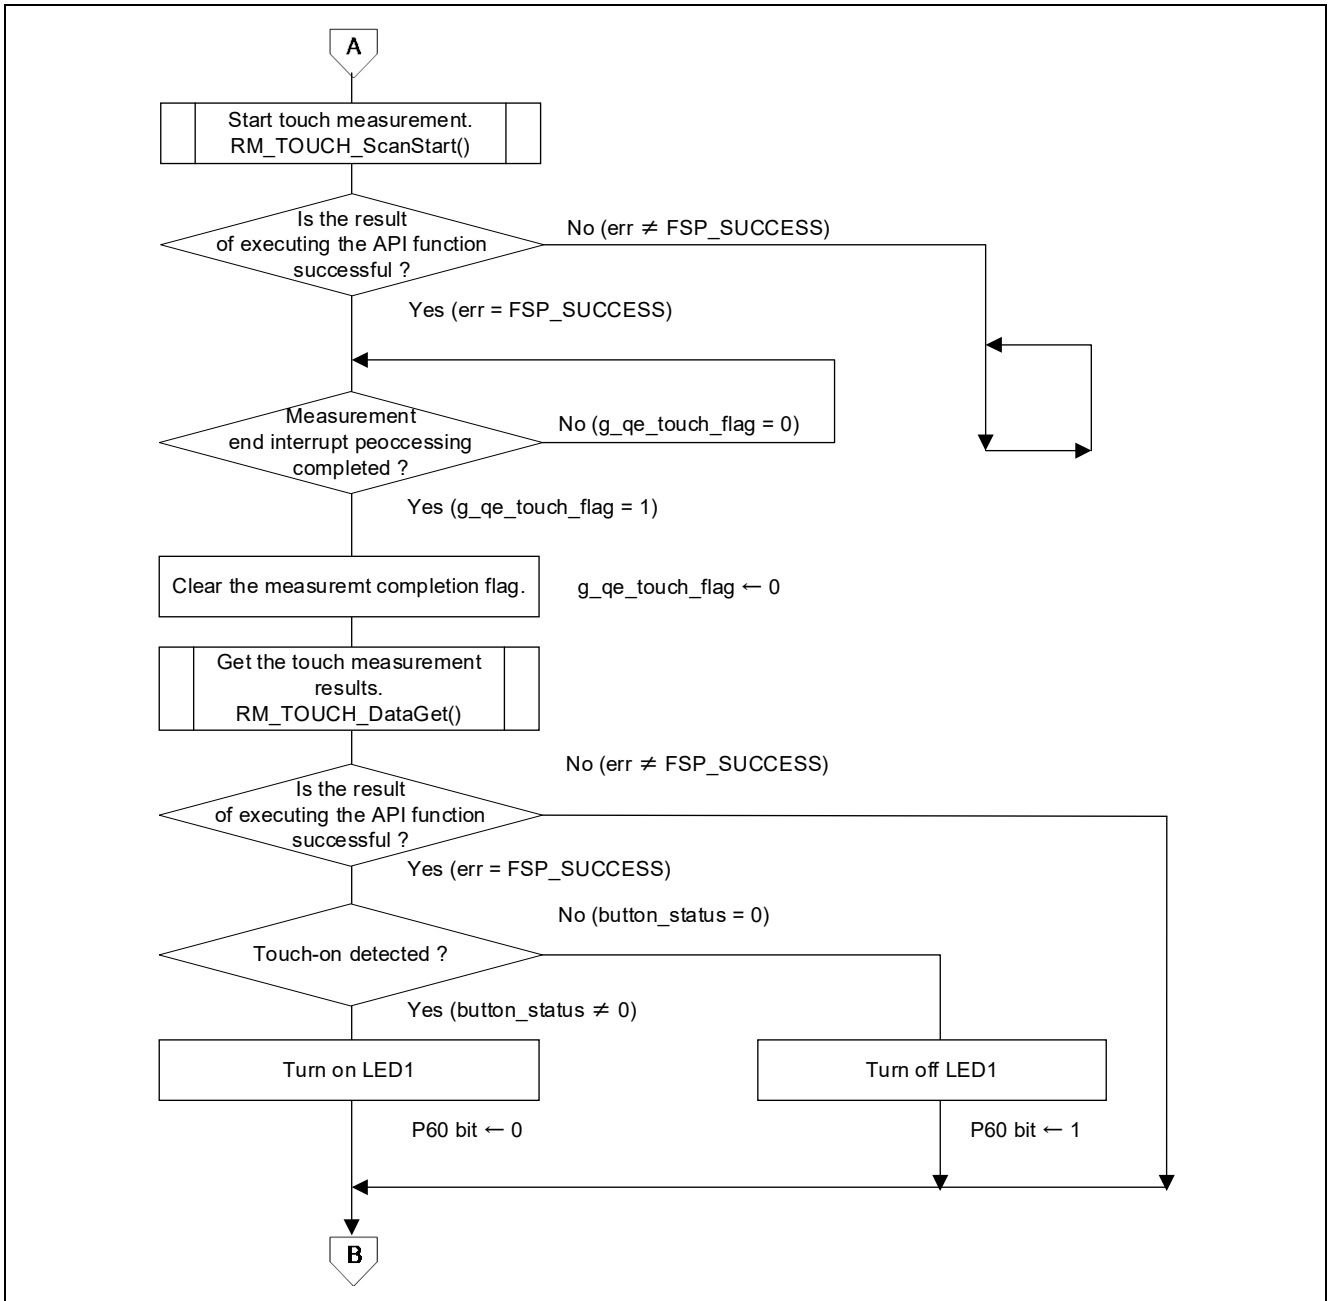 A
Start touch measurement.
RM_TOUCH_ScanStart()
Is the result
of executing the API function
successful ?
No (err ≠ FSP_SUCCESS)
Yes (err = FSP_SUCCESS)
Measurement
end interrupt peoccessing
completed ?
No (g_qe_touch_flag = 0)
Yes (g_qe_touch_flag = 1)
Clear the measuremt completion flag.
g_qe_touch_flag ← 0
Get the touch measurement
results.
RM_TOUCH_DataGet()
No (err ≠ FSP_SUCCESS)
Is the result
of executing the API function
successful ?
Yes (err = FSP_SUCCESS)
No (button_status = 0)
Touch-on detected ?
Yes (button_status ≠ 0)
Turn on LED1
Turn off LED1
P60 bit ← 0
P60 bit ← 1
B